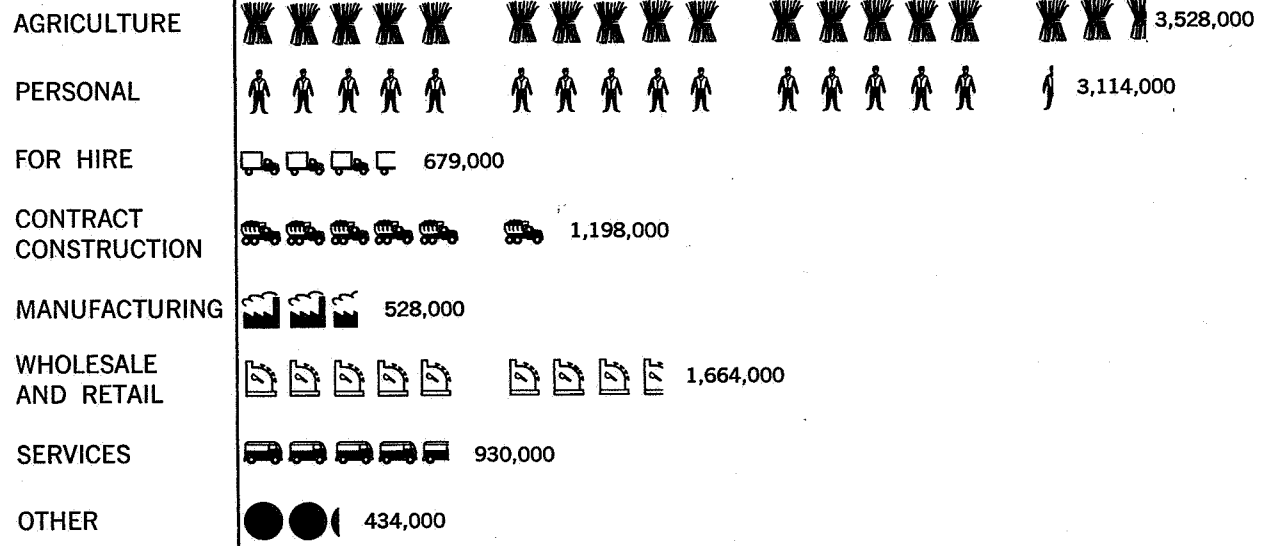 AGRICULTURE 3,528,000
PERSONAL 3,114,000
FOR HIRE 679,000
CONTRACT
CONSTRUCTION 1,198,000
MANUFACTURING 528,000
WHOLESALE
AND RETAIL 1,664,000
SERVICES 930,000
OTHER 434,000